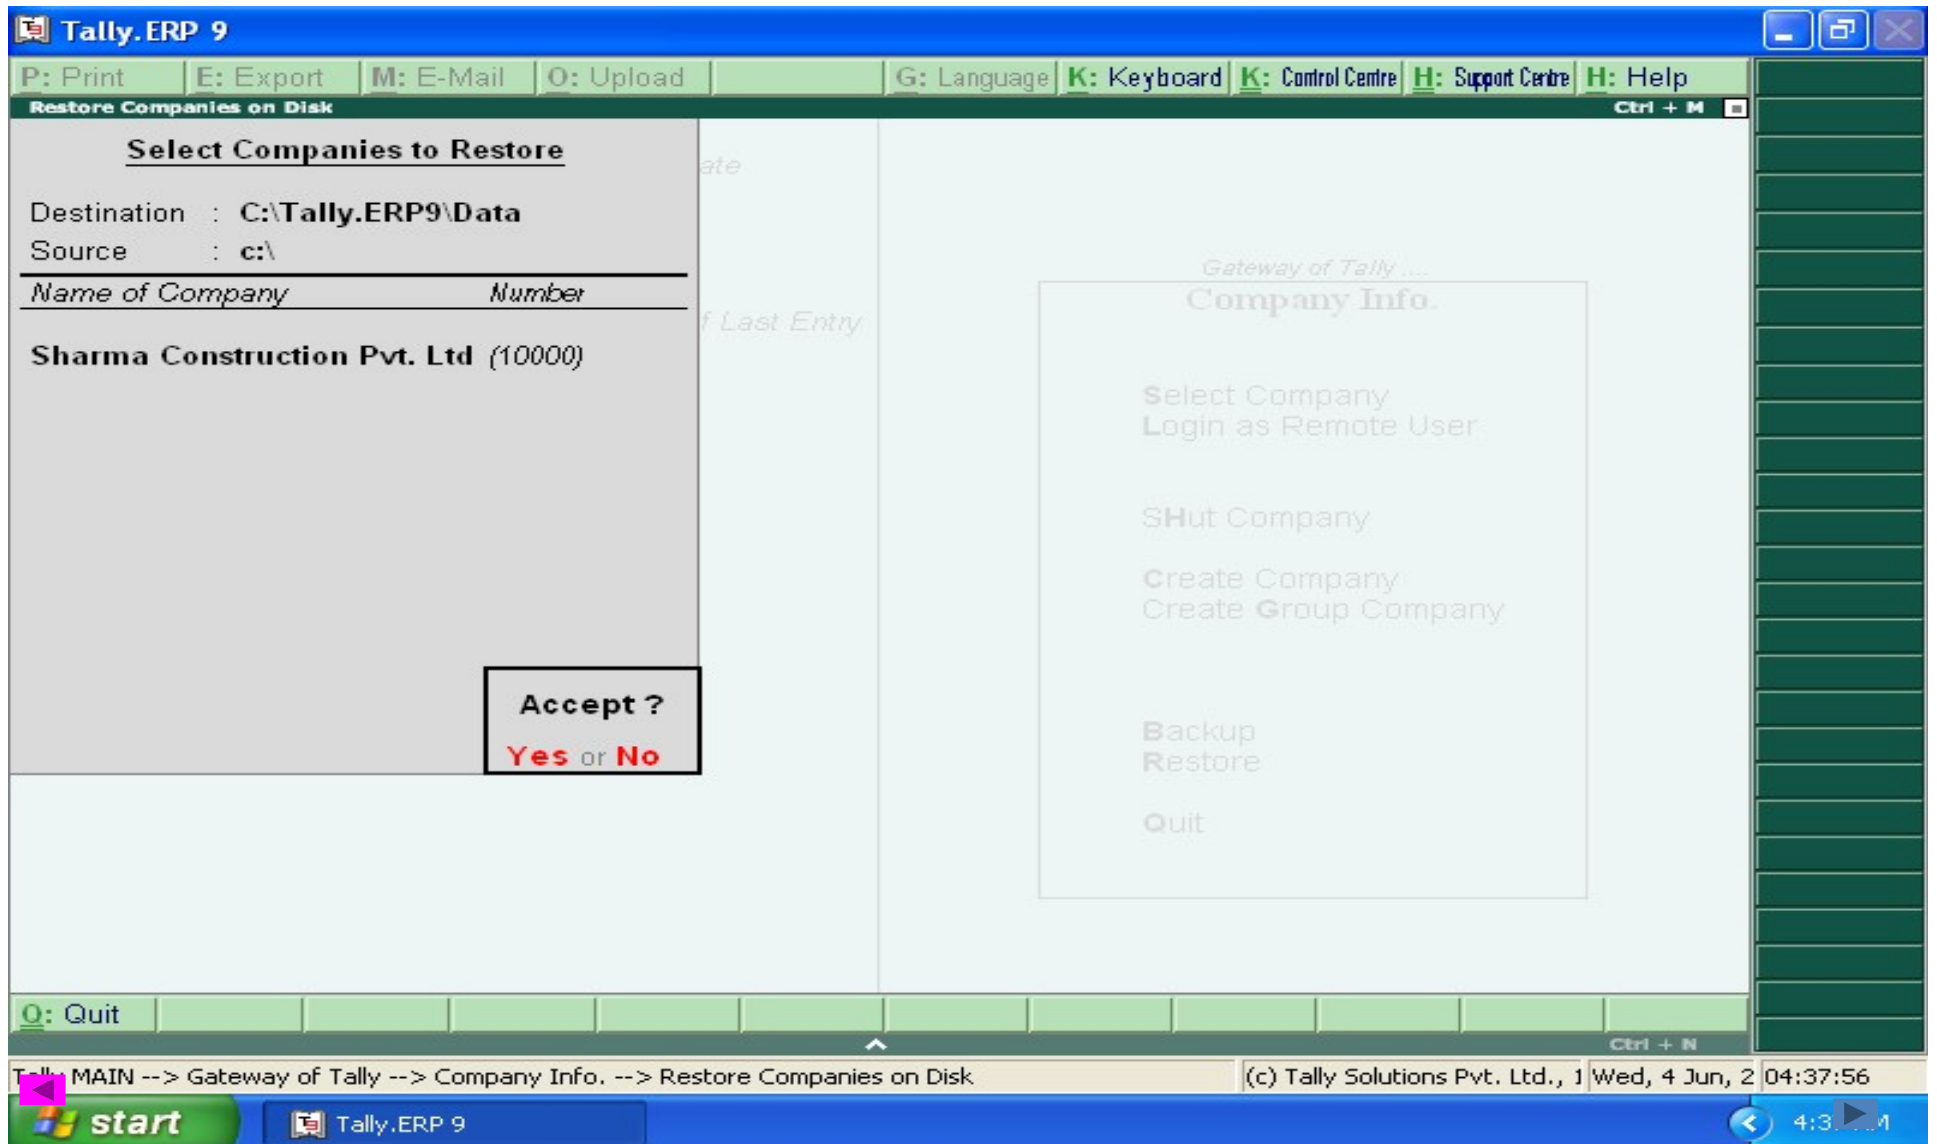 Tally.ERP 9
P: Print E: Export M: E-Mail O: Upload G: Language K: Keyboard K: Control Centre H: Support Centre H: Help
Restore Companies on Disk Ctrl + M
Select Companies to Restore
ate
Destination : C:\Tally.ERP9\Data
Source : c:\
Gateway of Tally ....
Name of Company Number
Company Info.
f Last Entry
Sharma Construction Pvt. Ltd (10000)
Select Company
Login as Remote User
SHut Company
Create Company
Create Group Company
Accept ?
Yes or No
Backup
Restore
Quit
Q: Quit
Ctrl + N
Tally MAIN --> Gateway of Tally --> Company Info. --> Restore Companies on Disk (c) Tally Solutions Pvt. Ltd., 1 Wed, 4 Jun, 2 04:37:56
start Tally.ERP 9